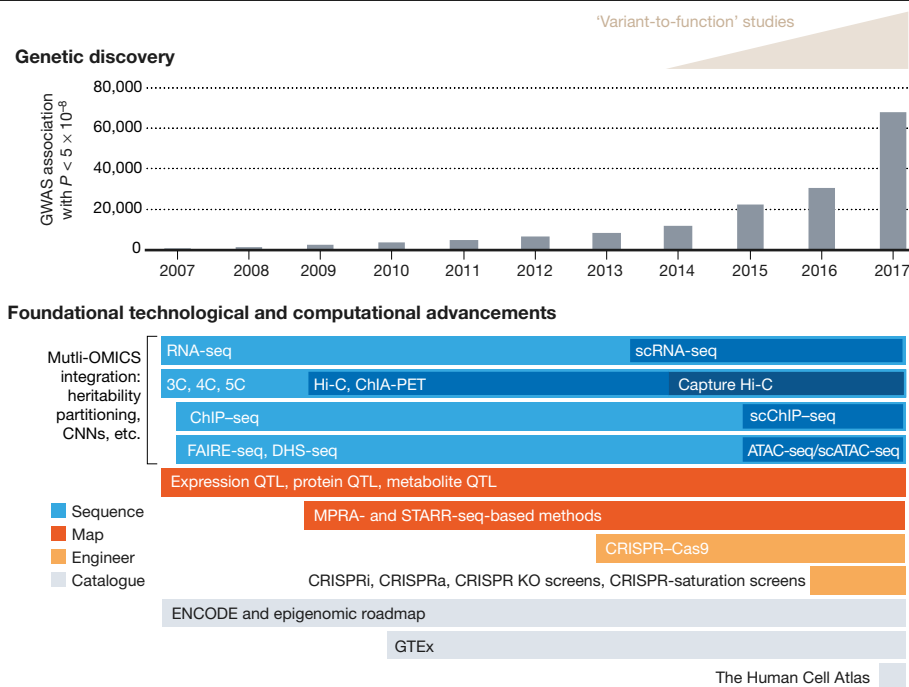 'Variant-to-function' studies
Genetic discovery
GWAS association
with P < 5 × 10⁻⁸
80,000
60,000
40,000
20,000
0
2007 2008 2009 2010 2011 2012 2013 2014 2015 2016 2017
Foundational technological and computational advancements
Mutli-OMICS
integration:
heritability
partitioning,
CNNs, etc.
RNA-seq
scRNA-seq
3C, 4C, 5C
Hi-C, ChIA-PET
Capture Hi-C
ChIP–seq
scChIP–seq
FAIRE-seq, DHS-seq
ATAC-seq/scATAC-seq
Expression QTL, protein QTL, metabolite QTL
MPRA- and STARR-seq-based methods
CRISPR–Cas9
CRISPRi, CRISPRa, CRISPR KO screens, CRISPR-saturation screens
ENCODE and epigenomic roadmap
GTEx
The Human Cell Atlas
Sequence
Map
Engineer
Catalogue